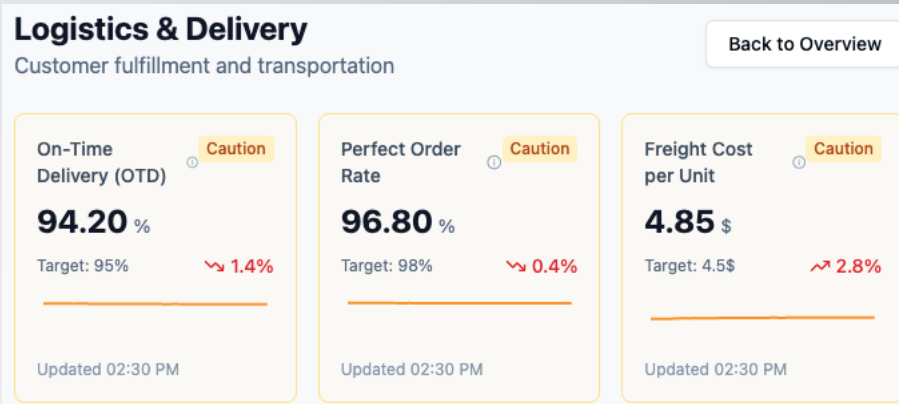 Logistics & Delivery
Customer fulfillment and transportation
Back to Overview
On-Time
Delivery (OTD)
Caution
94.20 %
Target: 95%
1.4%
Updated 02:30 PM
Perfect Order
Rate
Caution
96.80 %
Target: 98%
0.4%
Updated 02:30 PM
Freight Cost
per Unit
Caution
4.85 $
Target: 4.5$
2.8%
Updated 02:30 PM